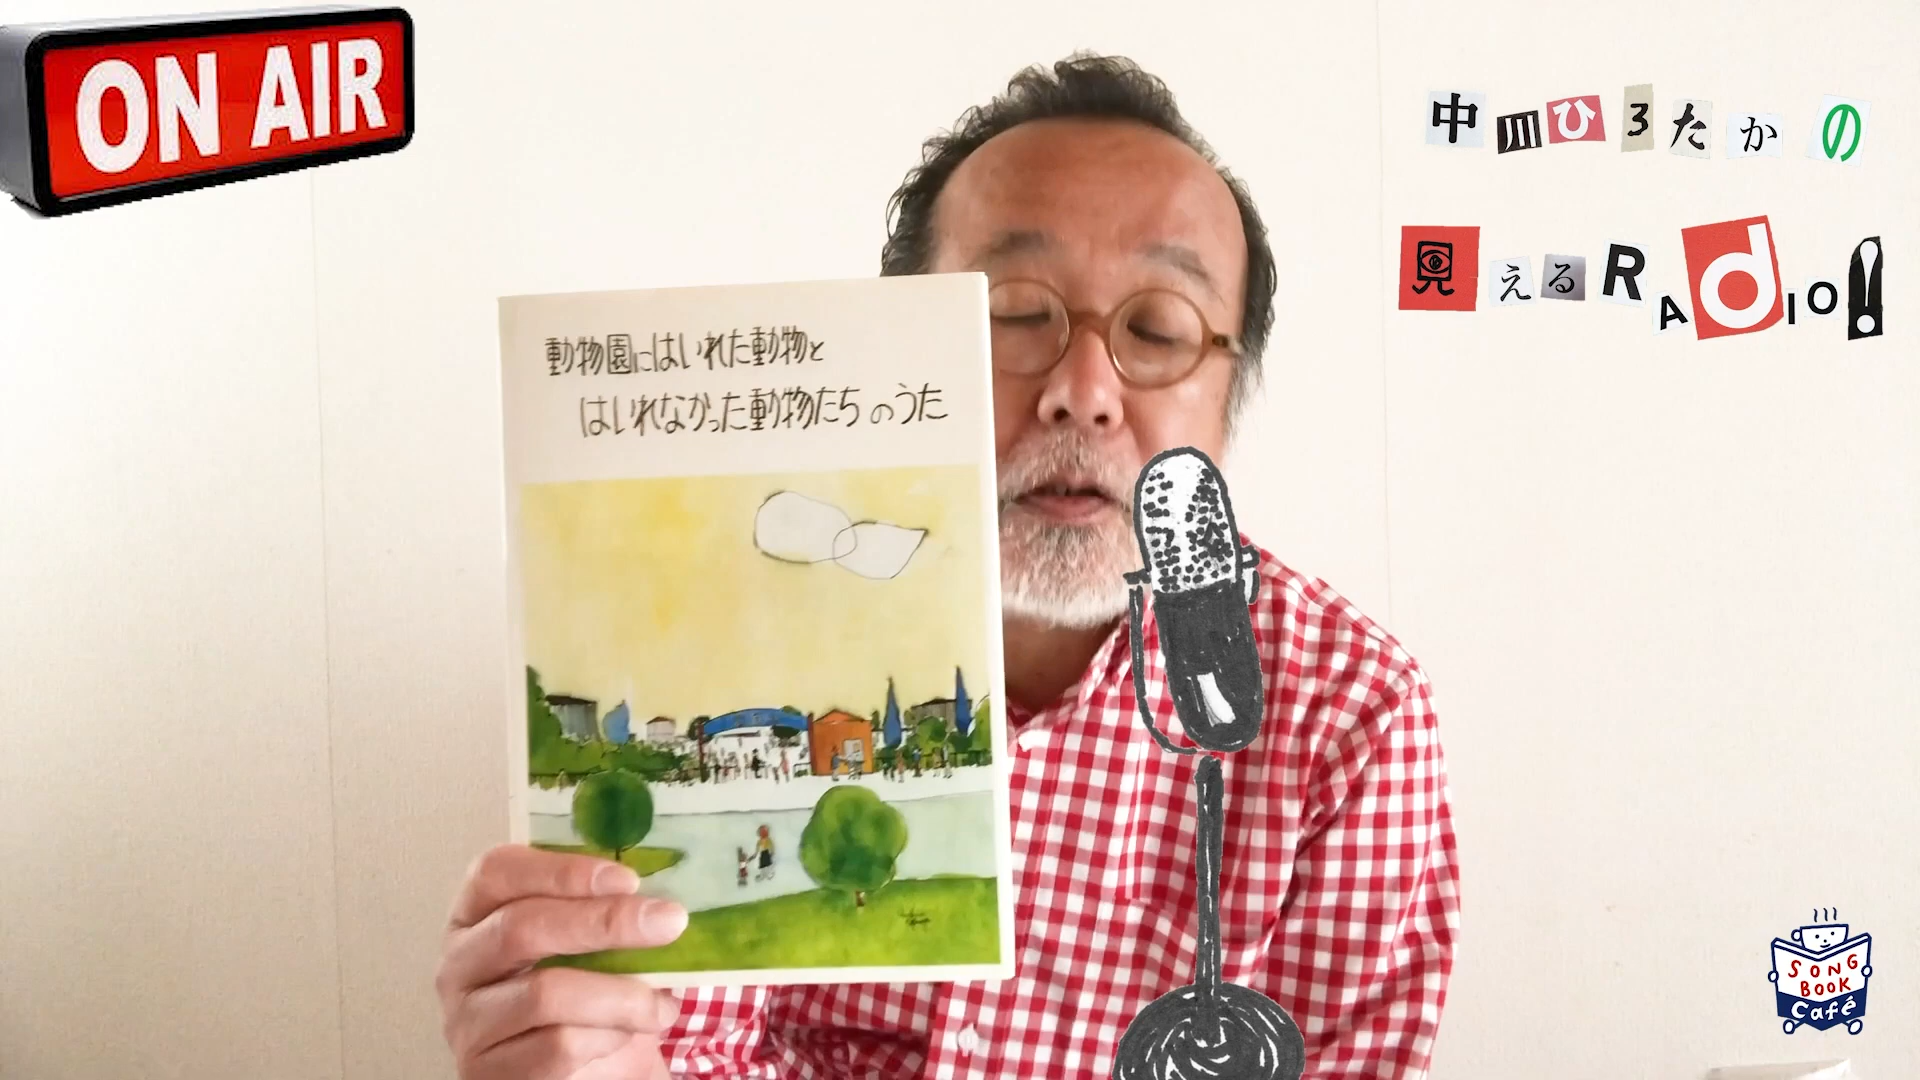 ON AIR
中川ひろたかの
見えるRAdIO!
動物園にはいれた動物と
はいれなかった動物たちのうた
SONG
BOOK
Café